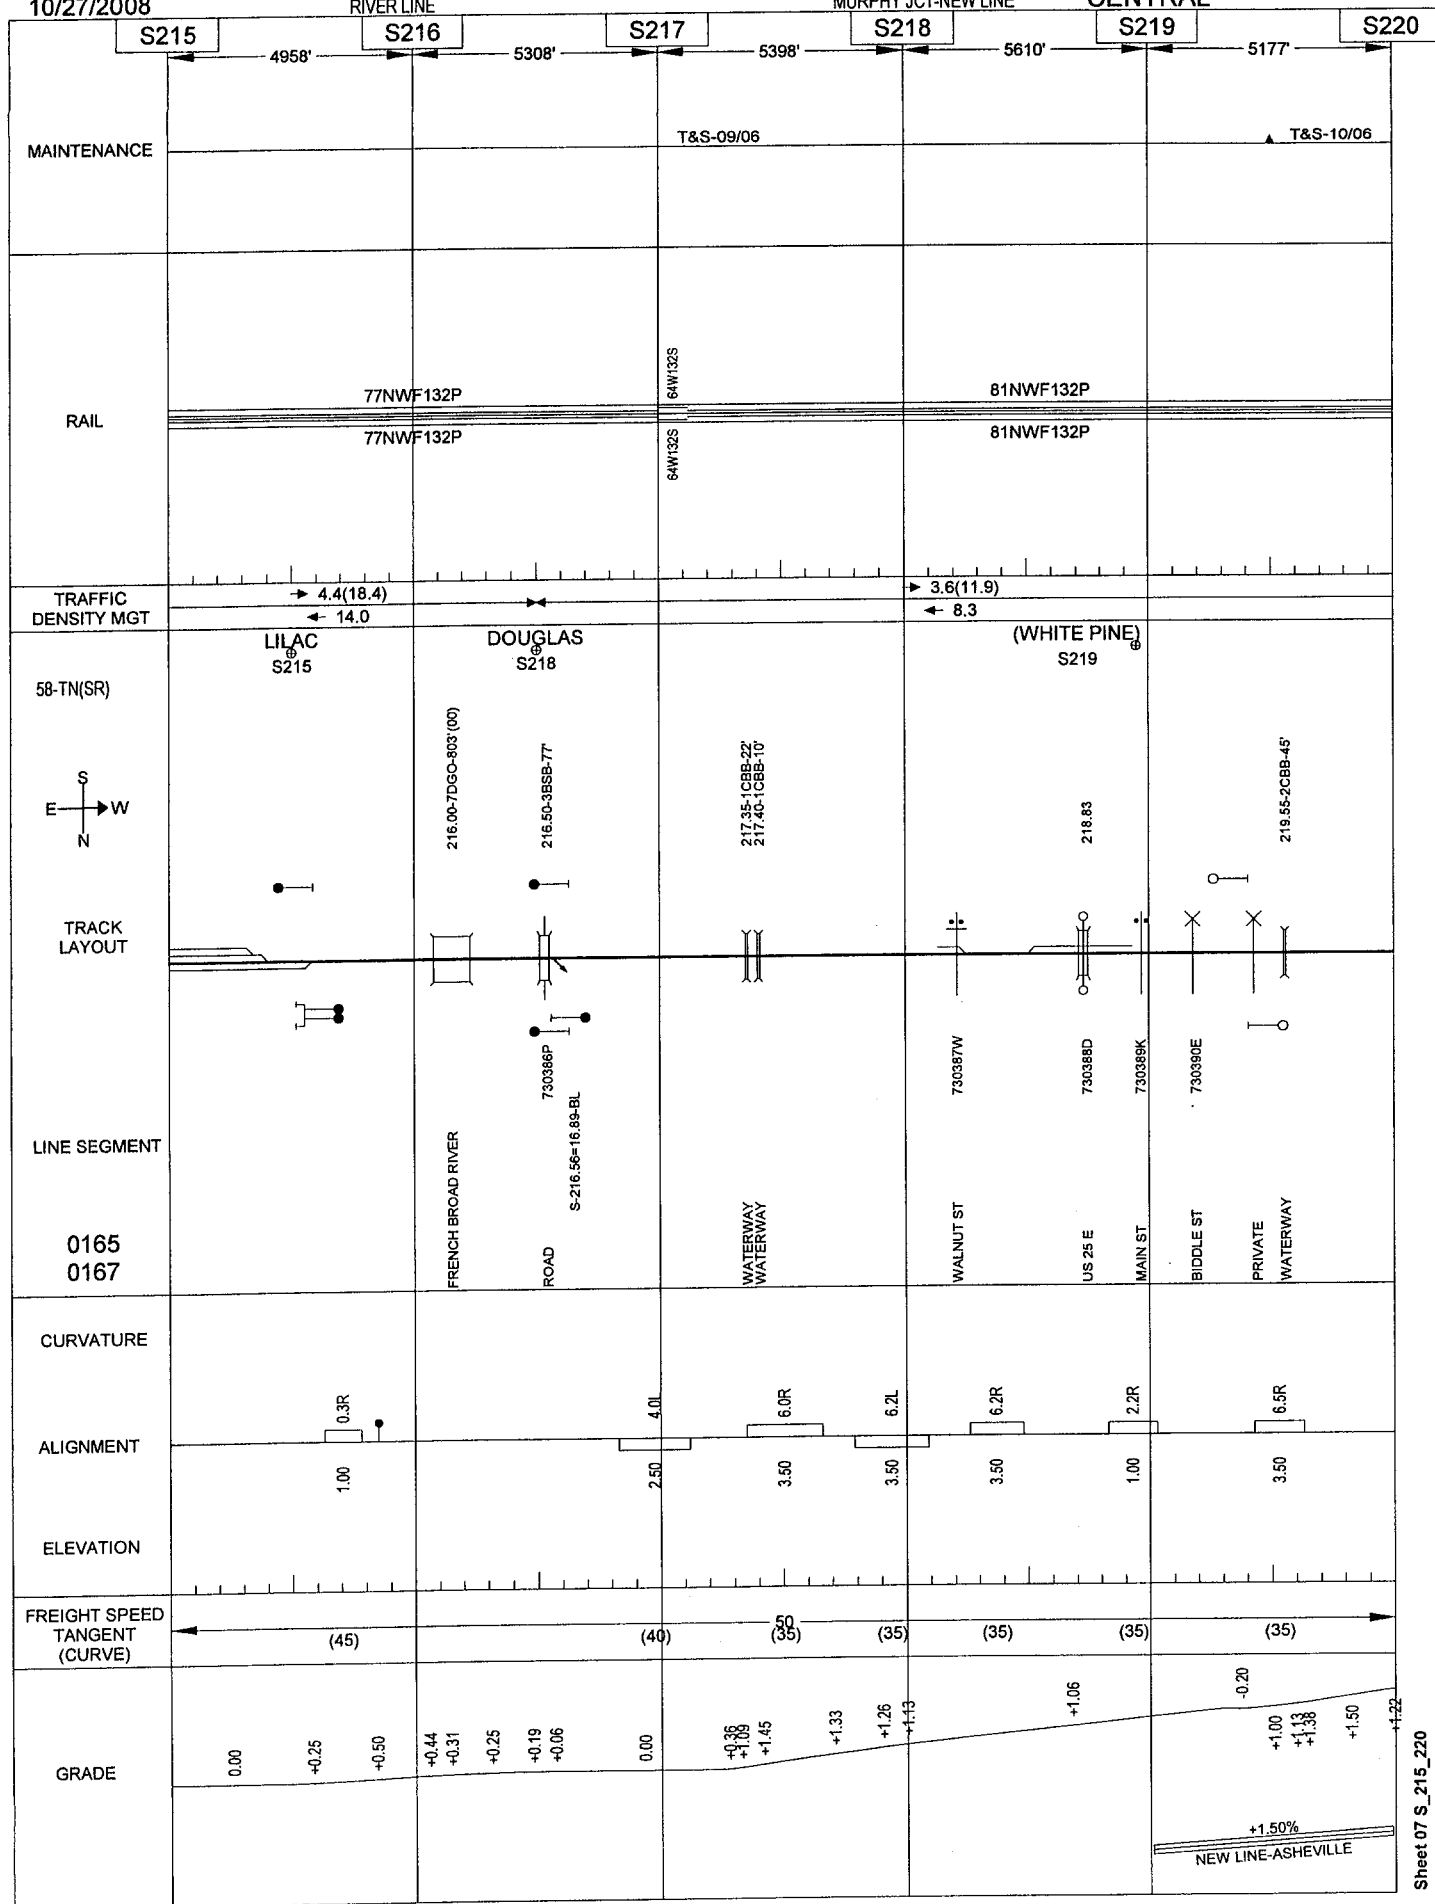 10/27/2008
RIVER LINE
MURPHY JCT-NEW LINE
CENTRAL
S215 S216 S217 S218 S219 S220
4958' 5308' 5398' 5610' 5177'
MAINTENANCE
T&S-09/06
T&S-10/06
RAIL
77NWF132P
77NWF132P
64W132S
64W132S
81NWF132P
81NWF132P
TRAFFIC
DENSITY MGT
4.4(18.4)
14.0
3.6(11.9)
8.3
58-TN(SR)
LILAC
S215
DOUGLAS
S218
(WHITE PINE)
S219
S
E W
N
216.00-7DGO-803'(00)
216.50-3BSB-77'
217.35-1CBB-22'
217.40-1CBB-10'
218.83
219.55-2CBB-45'
TRACK
LAYOUT
730386P
S-216.56=16.89-BL
730387W
730388D
730389K
730390E
LINE SEGMENT
0165
0167
FRENCH BROAD RIVER
ROAD
WATERWAY
WATERWAY
WALNUT ST
US 25 E
MAIN ST
BIDDLE ST
PRIVATE
WATERWAY
CURVATURE
0.3R 4.0L 6.0R 6.2L 6.2R 2.2R 6.5R
ALIGNMENT
1.00 2.50 3.50 3.50 3.50 1.00 3.50
ELEVATION
FREIGHT SPEED
TANGENT
(CURVE)
50
(45) (40) (35) (35) (35) (35) (35)
GRADE
0.00 +0.25 +0.50 +0.44 +0.31 +0.25 +0.19 +0.06 0.00 +0.36 +1.09 +1.45 +1.33 +1.26 +1.13 +1.06 -0.20 +1.00 +1.13 +1.38 +1.50 +1.22
+1.50%
NEW LINE-ASHEVILLE
Sheet 07 S_215_220